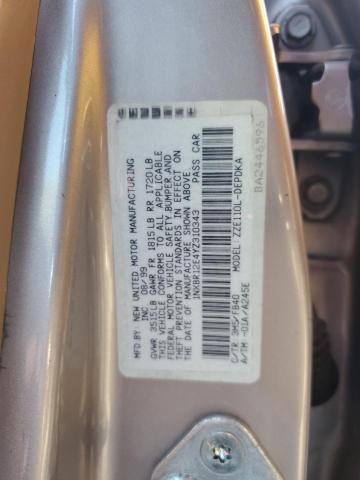 MFD BY: NEW UNITED MOTOR MANUFACTURING
INC 08/99
GVWR 3515LB GAWR FR 1815LB RR 1720LB
THIS VEHICLE CONFORMS TO ALL APPLICABLE
FEDERAL MOTOR VEHICLE SAFETY,BUMPER AND
THEFT PREVENTION STANDARDS IN EFFECT ON
THE DATE OF MANUFACTURE SHOWN ABOVE
1NXBR12E4YZ310343 PASS CAR
MODEL: ZZE110L-DEPDKA
C/TR 3M5/FB40
A/TM -01A/A245E
BA2446596